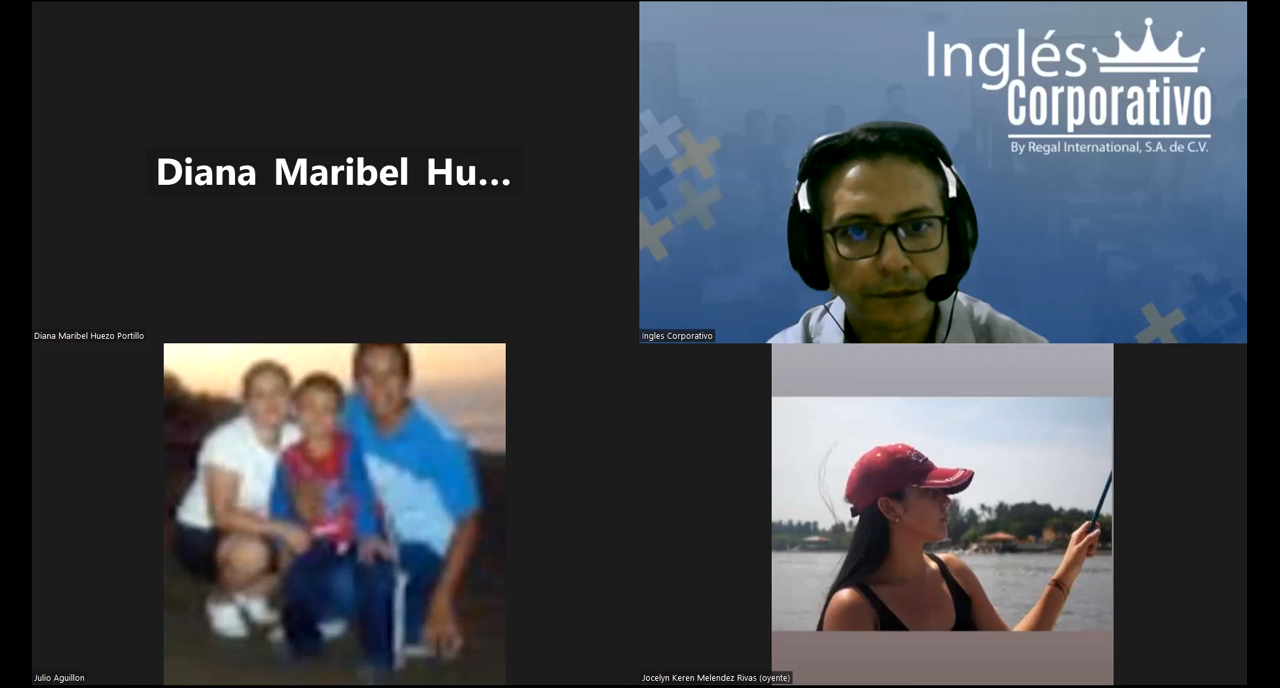 Diana Maribel Hu...
Diana Maribel Huezo Portillo
Inglés
Corporativo
By Regal International, S.A. de C.V.
Ingles Corporativo
Julio Aguillon
Jocelyn Keren Melendez Rivas (oyente)